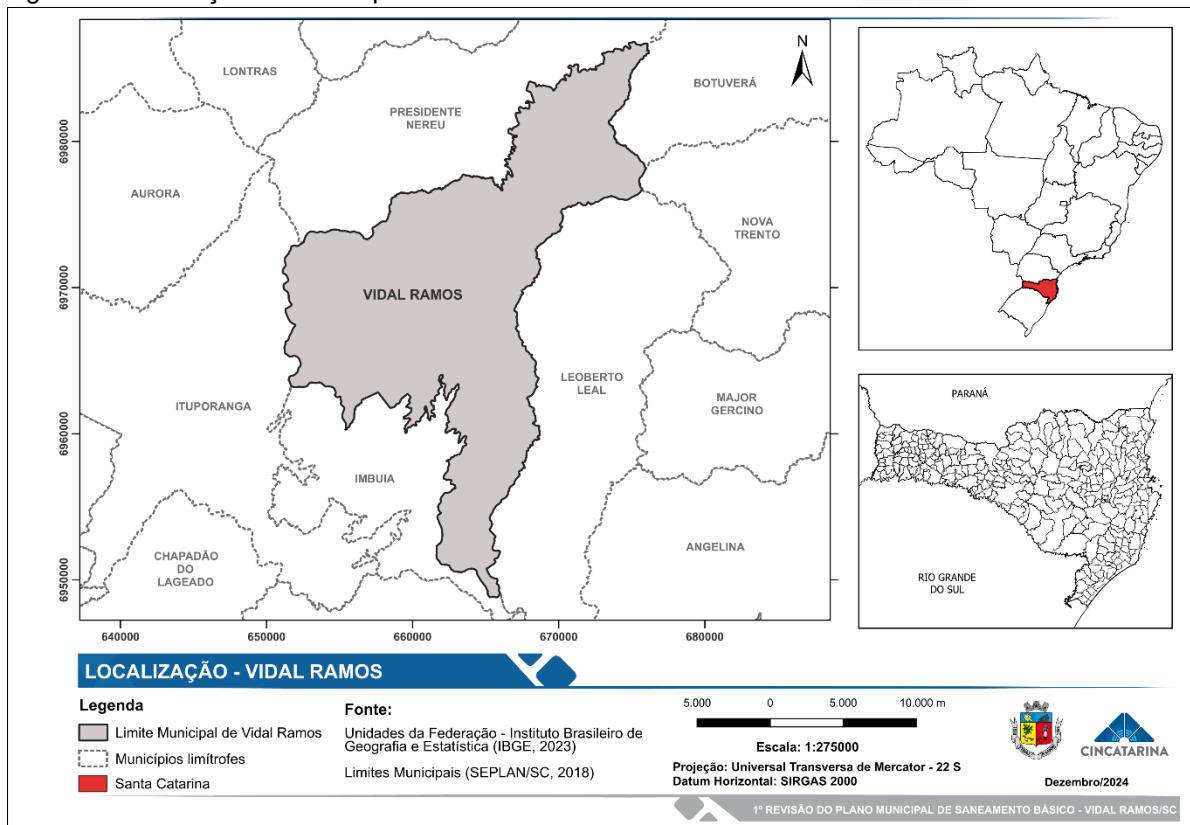 N
LONTRAS
BOTUVERÁ
PRESIDENTE
NEREU
AURORA
NOVA
TRENTO
VIDAL RAMOS
LEOBERTO
LEAL
MAJOR
GERCINO
ITUPORANGA
IMBUIA
CHAPADÃO
DO
LAGEADO
ANGELINA
6980000
6970000
6960000
6950000
640000 650000 660000 670000 680000
PARANÁ
RIO GRANDE
DO SUL
LOCALIZAÇÃO - VIDAL RAMOS
Legenda
Limite Municipal de Vidal Ramos
Municípios limítrofes
Santa Catarina
Fonte:
Unidades da Federação - Instituto Brasileiro de
Geografia e Estatística (IBGE, 2023)
Limites Municipais (SEPLAN/SC, 2018)
5.000 0 5.000 10.000 m
Escala: 1:275000
Projeção: Universal Transversa de Mercator - 22 S
Datum Horizontal: SIRGAS 2000
CINCATARINA
Dezembro/2024
1º REVISÃO DO PLANO MUNICIPAL DE SANEAMENTO BÁSICO - VIDAL RAMOS/SC